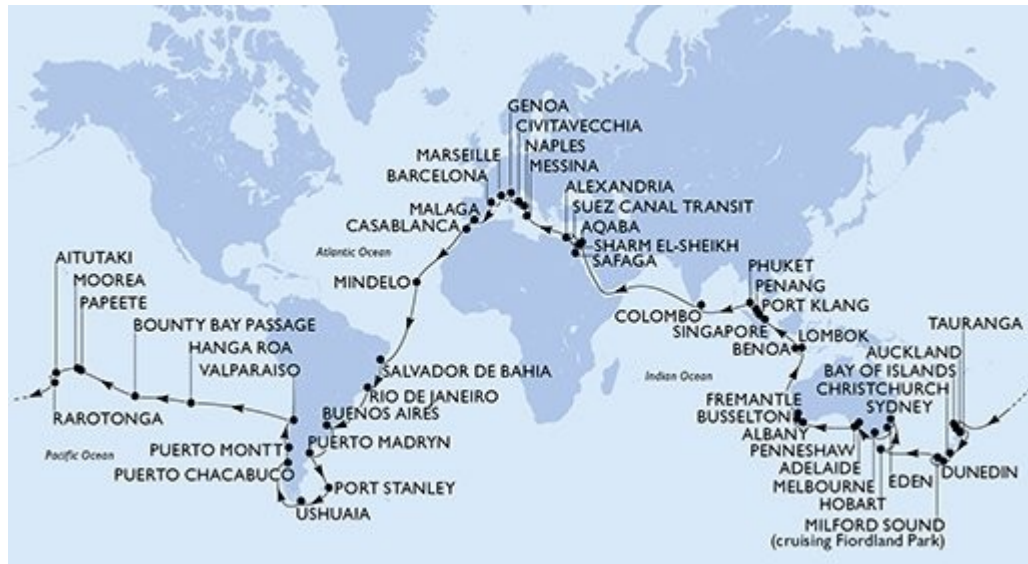 GENOA
CIVITAVECCHIA
NAPLES
MARSEILLE
MESSINA
BARCELONA
ALEXANDRIA
SUEZ CANAL TRANSIT
MALAGA
CASABLANCA
AQABA
SHARM EL-SHEIKH
SAFAGA
Atlantic Ocean
AITUTAKI
MOOREA
PAPEETE
MINDELO
PHUKET
PENANG
PORT KLANG
COLOMBO
SINGAPORE
BOUNTY BAY PASSAGE
HANGA ROA
VALPARAISO
BENOA
LOMBOK
TAURANGA
AUCKLAND
BAY OF ISLANDS
CHRISTCHURCH
SYDNEY
SALVADOR DE BAHIA
Indian Ocean
RIO DE JANEIRO
BUENOS AIRES
FREMANTLE
BUSSELTON
ALBANY
RAROTONGA
PUERTO MADRYN
PUERTO MONTT
Pacific Ocean
PUERTO CHACABUCO
PENNESHAW
ADELAIDE
MELBOURNE
HOBART
EDEN
DUNEDIN
PORT STANLEY
USHUAIA
MILFORD SOUND
(cruising Fiordland Park)